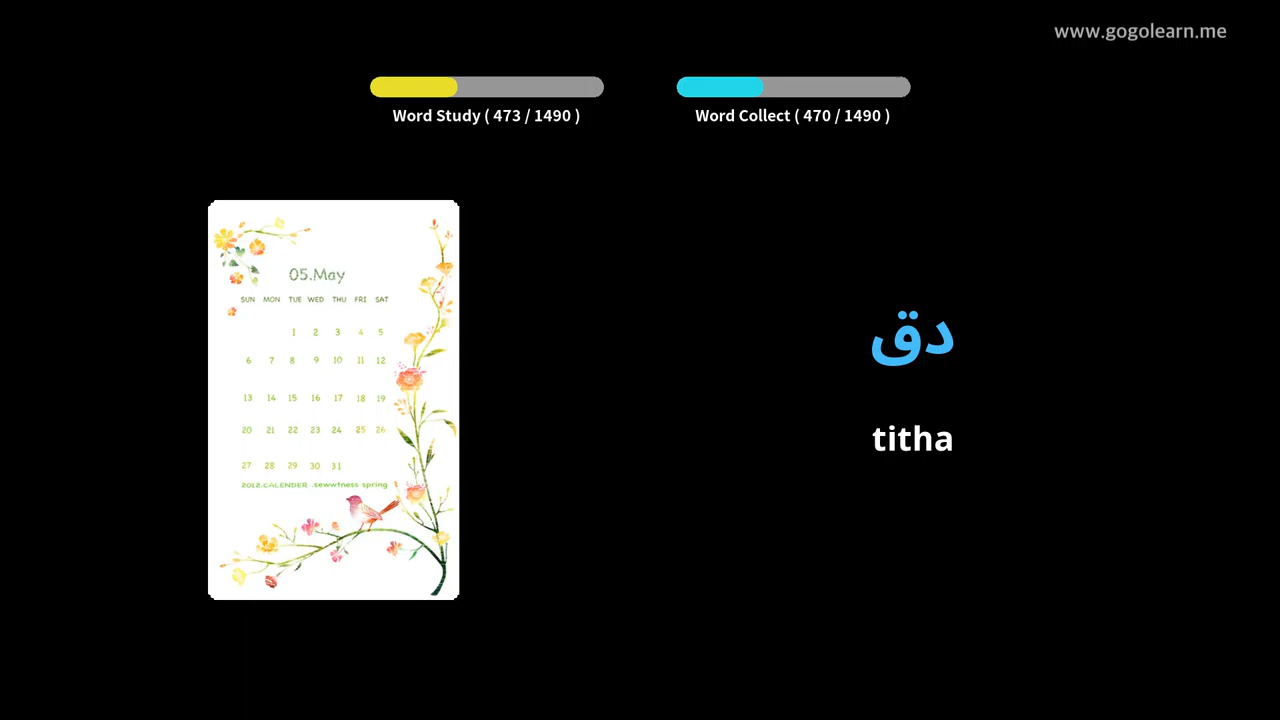 www.gogolearn.me
Word Study ( 473 / 1490 )
Word Collect ( 470 / 1490 )
05.May
SUN MON TUE WED THU FRI SAT
1 2 3 4 5
6 7 8 9 10 11 12
13 14 15 16 17 18 19
20 21 22 23 24 25 26
27 28 29 30 31
2012.CALENDER .sewwtness spring
دق
titha